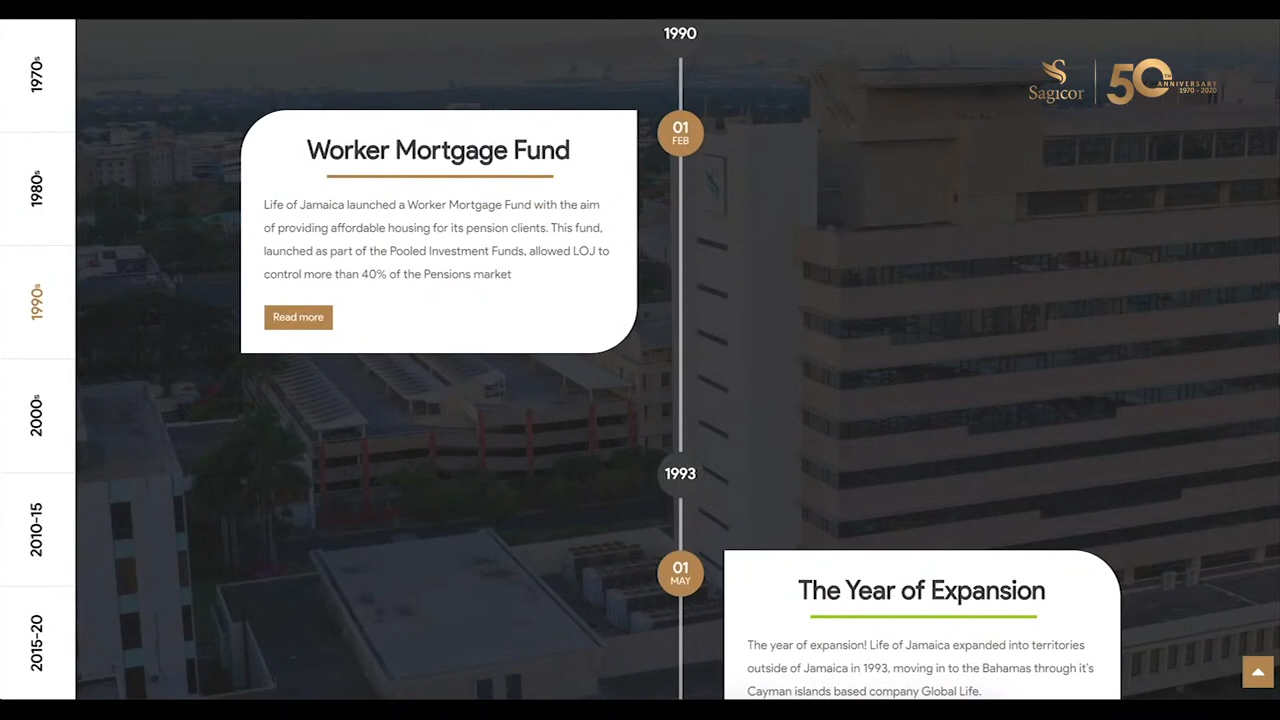 1970s
1980s
1990s
2000s
2010-15
2015-20
1990
Sagicor
50TH
ANNIVERSARY
1970 - 2020
01
FEB
Worker Mortgage Fund
Life of Jamaica launched a Worker Mortgage Fund with the aim
of providing affordable housing for its pension clients. This fund,
launched as part of the Pooled Investment Funds, allowed LOJ to
control more than 40% of the Pensions market
Read more
1993
01
MAY
The Year of Expansion
The year of expansion! Life of Jamaica expanded into territories
outside of Jamaica in 1993, moving in to the Bahamas through it's
Cayman islands based company Global Life.